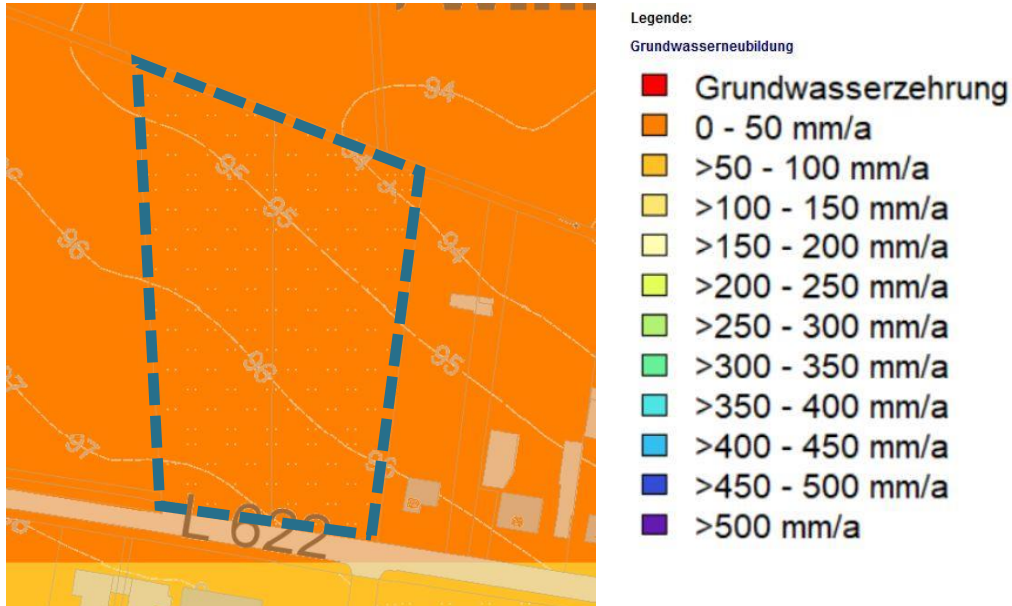 94
94
95
95
94
96
95
96
97
96
L 622
Legende:
Grundwasserneubildung
Grundwasserzehrung
0 - 50 mm/a
>50 - 100 mm/a
>100 - 150 mm/a
>150 - 200 mm/a
>200 - 250 mm/a
>250 - 300 mm/a
>300 - 350 mm/a
>350 - 400 mm/a
>400 - 450 mm/a
>450 - 500 mm/a
>500 mm/a